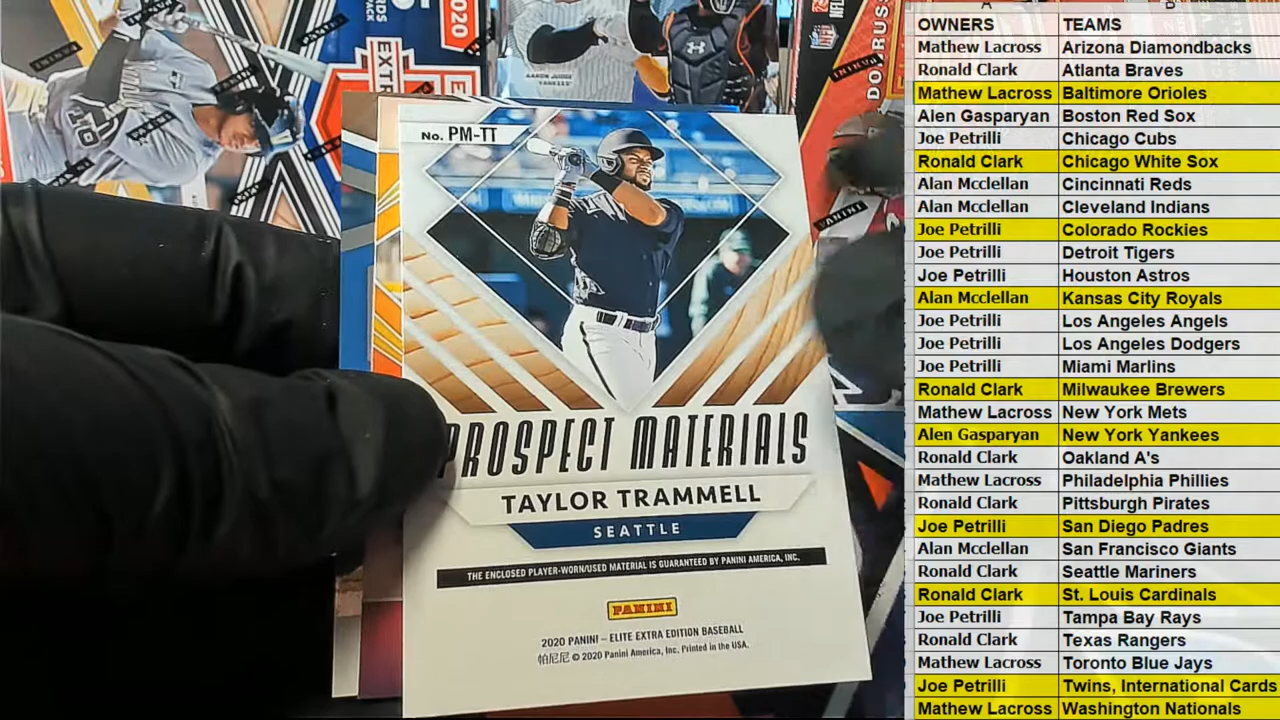 2020
EXTR
AARON JUDGE
YANKEES
NFL
DONRUSS
PANINI
No. PM-TT
PROSPECT MATERIALS
TAYLOR TRAMMELL
SEATTLE
THE ENCLOSED PLAYER-WORN/USED MATERIAL IS GUARANTEED BY PANINI AMERICA, INC.
PANINI
2020 PANINI – ELITE EXTRA EDITION BASEBALL
帕尼尼 © 2020 Panini America, Inc. Printed in the USA.
OWNERS TEAMS
Mathew Lacross Arizona Diamondbacks
Ronald Clark Atlanta Braves
Mathew Lacross Baltimore Orioles
Alen Gasparyan Boston Red Sox
Joe Petrilli Chicago Cubs
Ronald Clark Chicago White Sox
Alan Mcclellan Cincinnati Reds
Alan Mcclellan Cleveland Indians
Joe Petrilli Colorado Rockies
Joe Petrilli Detroit Tigers
Joe Petrilli Houston Astros
Alan Mcclellan Kansas City Royals
Joe Petrilli Los Angeles Angels
Joe Petrilli Los Angeles Dodgers
Joe Petrilli Miami Marlins
Ronald Clark Milwaukee Brewers
Mathew Lacross New York Mets
Alen Gasparyan New York Yankees
Ronald Clark Oakland A's
Mathew Lacross Philadelphia Phillies
Ronald Clark Pittsburgh Pirates
Joe Petrilli San Diego Padres
Alan Mcclellan San Francisco Giants
Ronald Clark Seattle Mariners
Ronald Clark St. Louis Cardinals
Joe Petrilli Tampa Bay Rays
Ronald Clark Texas Rangers
Mathew Lacross Toronto Blue Jays
Joe Petrilli Twins, International Cards
Mathew Lacross Washington Nationals